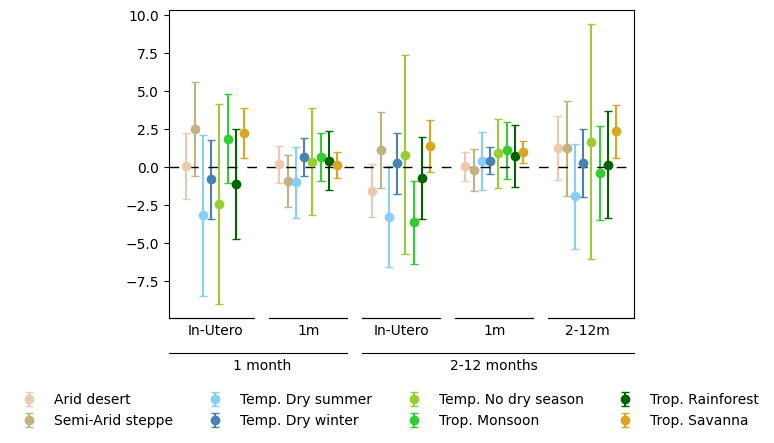 10.0
7.5
5.0
2.5
0.0
−2.5
−5.0
−7.5
In-Utero 1m In-Utero 1m 2-12m
1 month 2-12 months
Arid desert Temp. Dry summer Temp. No dry season Trop. Rainforest
Semi-Arid steppe Temp. Dry winter Trop. Monsoon Trop. Savanna